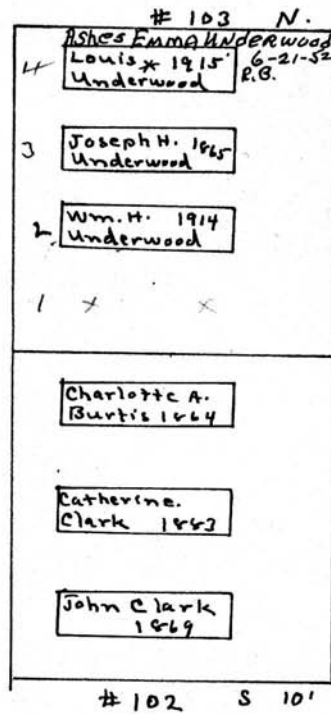 # 103 N.
Ashes EMMA UNDERWOOD
4 Louis * 1915 6-21-52
Underwood R.B.
3 Joseph H. 1865
Underwood
2 Wm. H. 1914
Underwood
1 x x
Charlotte A.
Burtis 1864
Catherine.
Clark 1883
John Clark
1869
# 102 S 10'